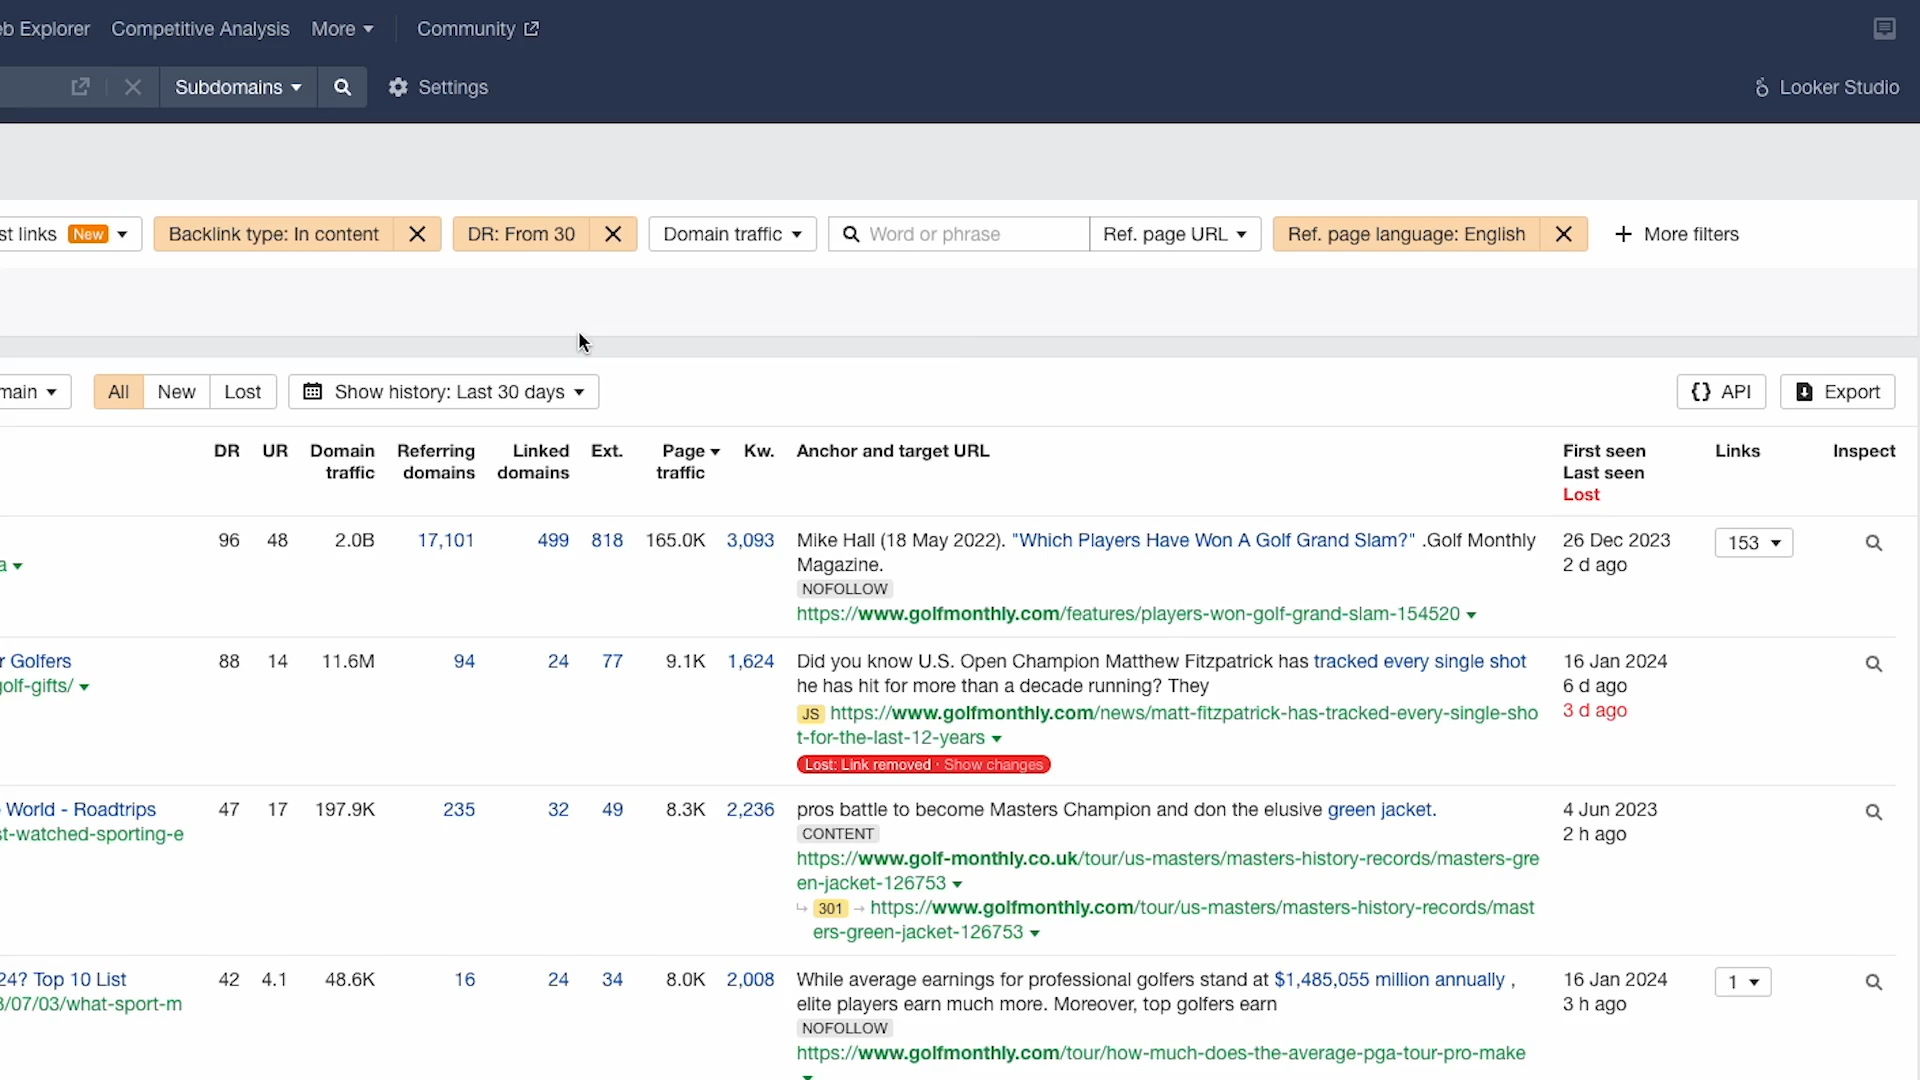 eb Explorer Competitive Analysis More Community
Subdomains Settings Looker Studio
st links New Backlink type: In content DR: From 30 Domain traffic Word or phrase Ref. page URL Ref. page language: English + More filters
main All New Lost Show history: Last 30 days {} API Export
DR UR Domain traffic Referring domains Linked domains Ext. Page traffic Kw. Anchor and target URL First seen Last seen Lost Links Inspect
96 48 2.0B 17,101 499 818 165.0K 3,093 Mike Hall (18 May 2022). "Which Players Have Won A Golf Grand Slam?" .Golf Monthly 26 Dec 2023 153
a Magazine. 2 d ago
NOFOLLOW
https://www.golfmonthly.com/features/players-won-golf-grand-slam-154520
r Golfers 88 14 11.6M 94 24 77 9.1K 1,624 Did you know U.S. Open Champion Matthew Fitzpatrick has tracked every single shot 16 Jan 2024
golf-gifts/ he has hit for more than a decade running? They 6 d ago
JS https://www.golfmonthly.com/news/matt-fitzpatrick-has-tracked-every-single-sho 3 d ago
t-for-the-last-12-years
Lost: Link removed · Show changes
World - Roadtrips 47 17 197.9K 235 32 49 8.3K 2,236 pros battle to become Masters Champion and don the elusive green jacket. 4 Jun 2023
st-watched-sporting-e CONTENT 2 h ago
https://www.golf-monthly.co.uk/tour/us-masters/masters-history-records/masters-gre
en-jacket-126753
301 → https://www.golfmonthly.com/tour/us-masters/masters-history-records/mast
ers-green-jacket-126753
24? Top 10 List 42 4.1 48.6K 16 24 34 8.0K 2,008 While average earnings for professional golfers stand at $1,485,055 million annually , 16 Jan 2024 1
3/07/03/what-sport-m elite players earn much more. Moreover, top golfers earn 3 h ago
NOFOLLOW
https://www.golfmonthly.com/tour/how-much-does-the-average-pga-tour-pro-make